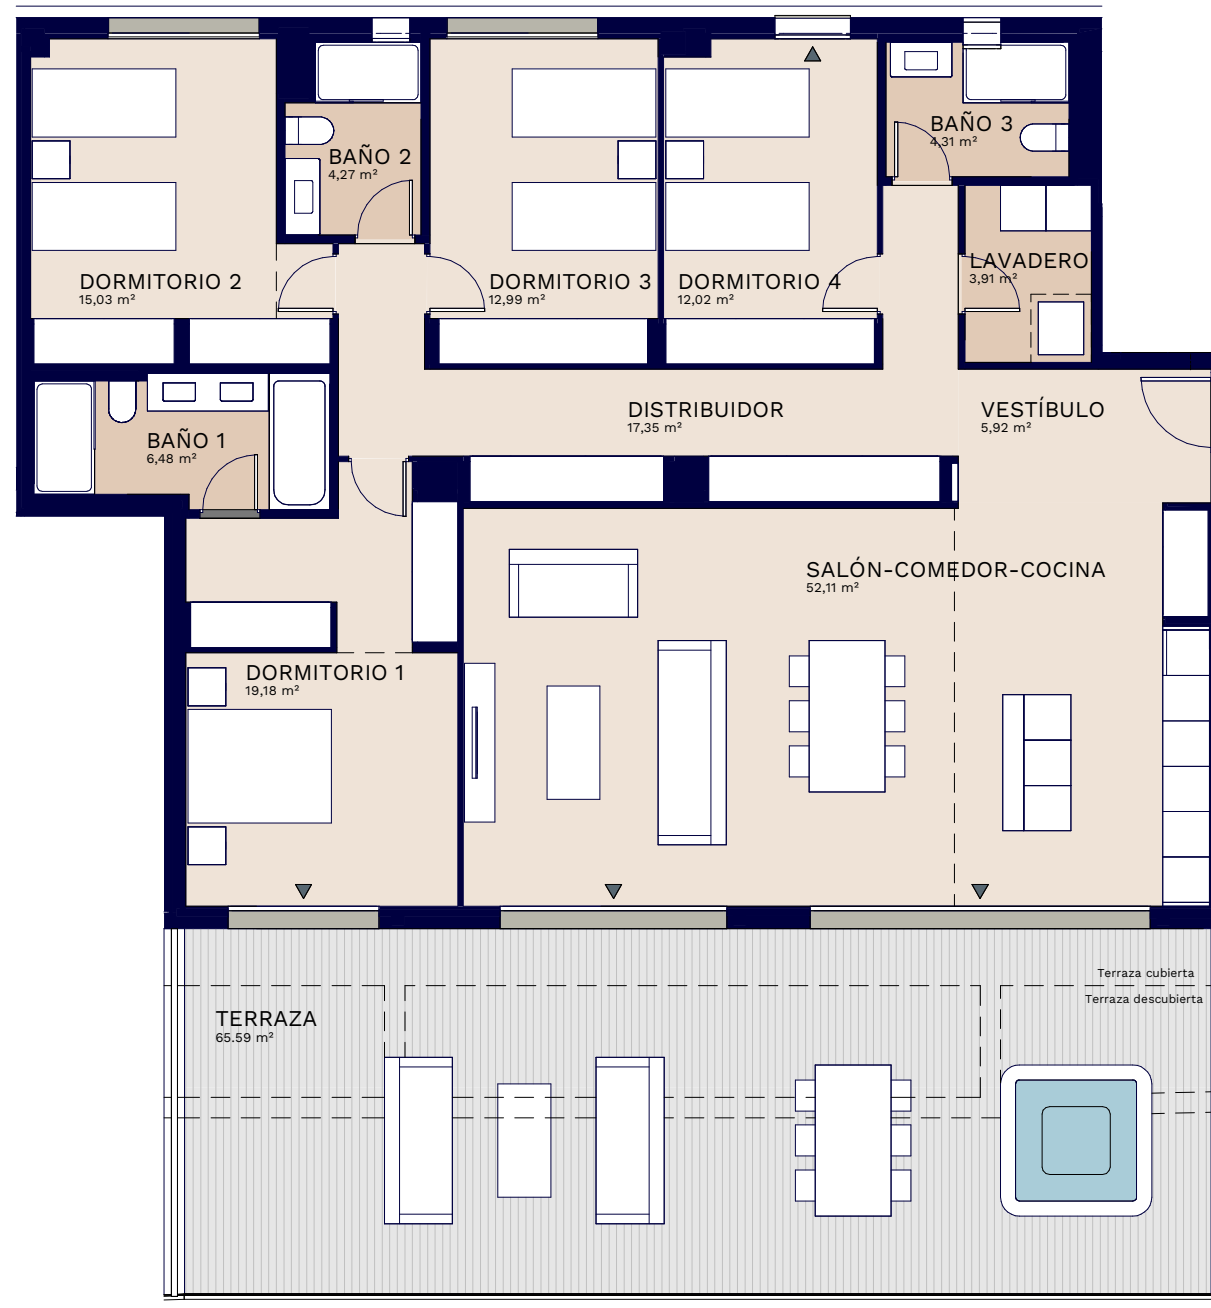 BAÑO 3
4,31 m²
BAÑO 2
4,27 m²
LAVADERO
3,91 m²
DORMITORIO 2
15,03 m²
DORMITORIO 3
12,99 m²
DORMITORIO 4
12,02 m²
DISTRIBUIDOR
17,35 m²
VESTÍBULO
5,92 m²
BAÑO 1
6,48 m²
SALÓN-COMEDOR-COCINA
52,11 m²
DORMITORIO 1
19,18 m²
Terraza cubierta
Terraza descubierta
TERRAZA
65.59 m²